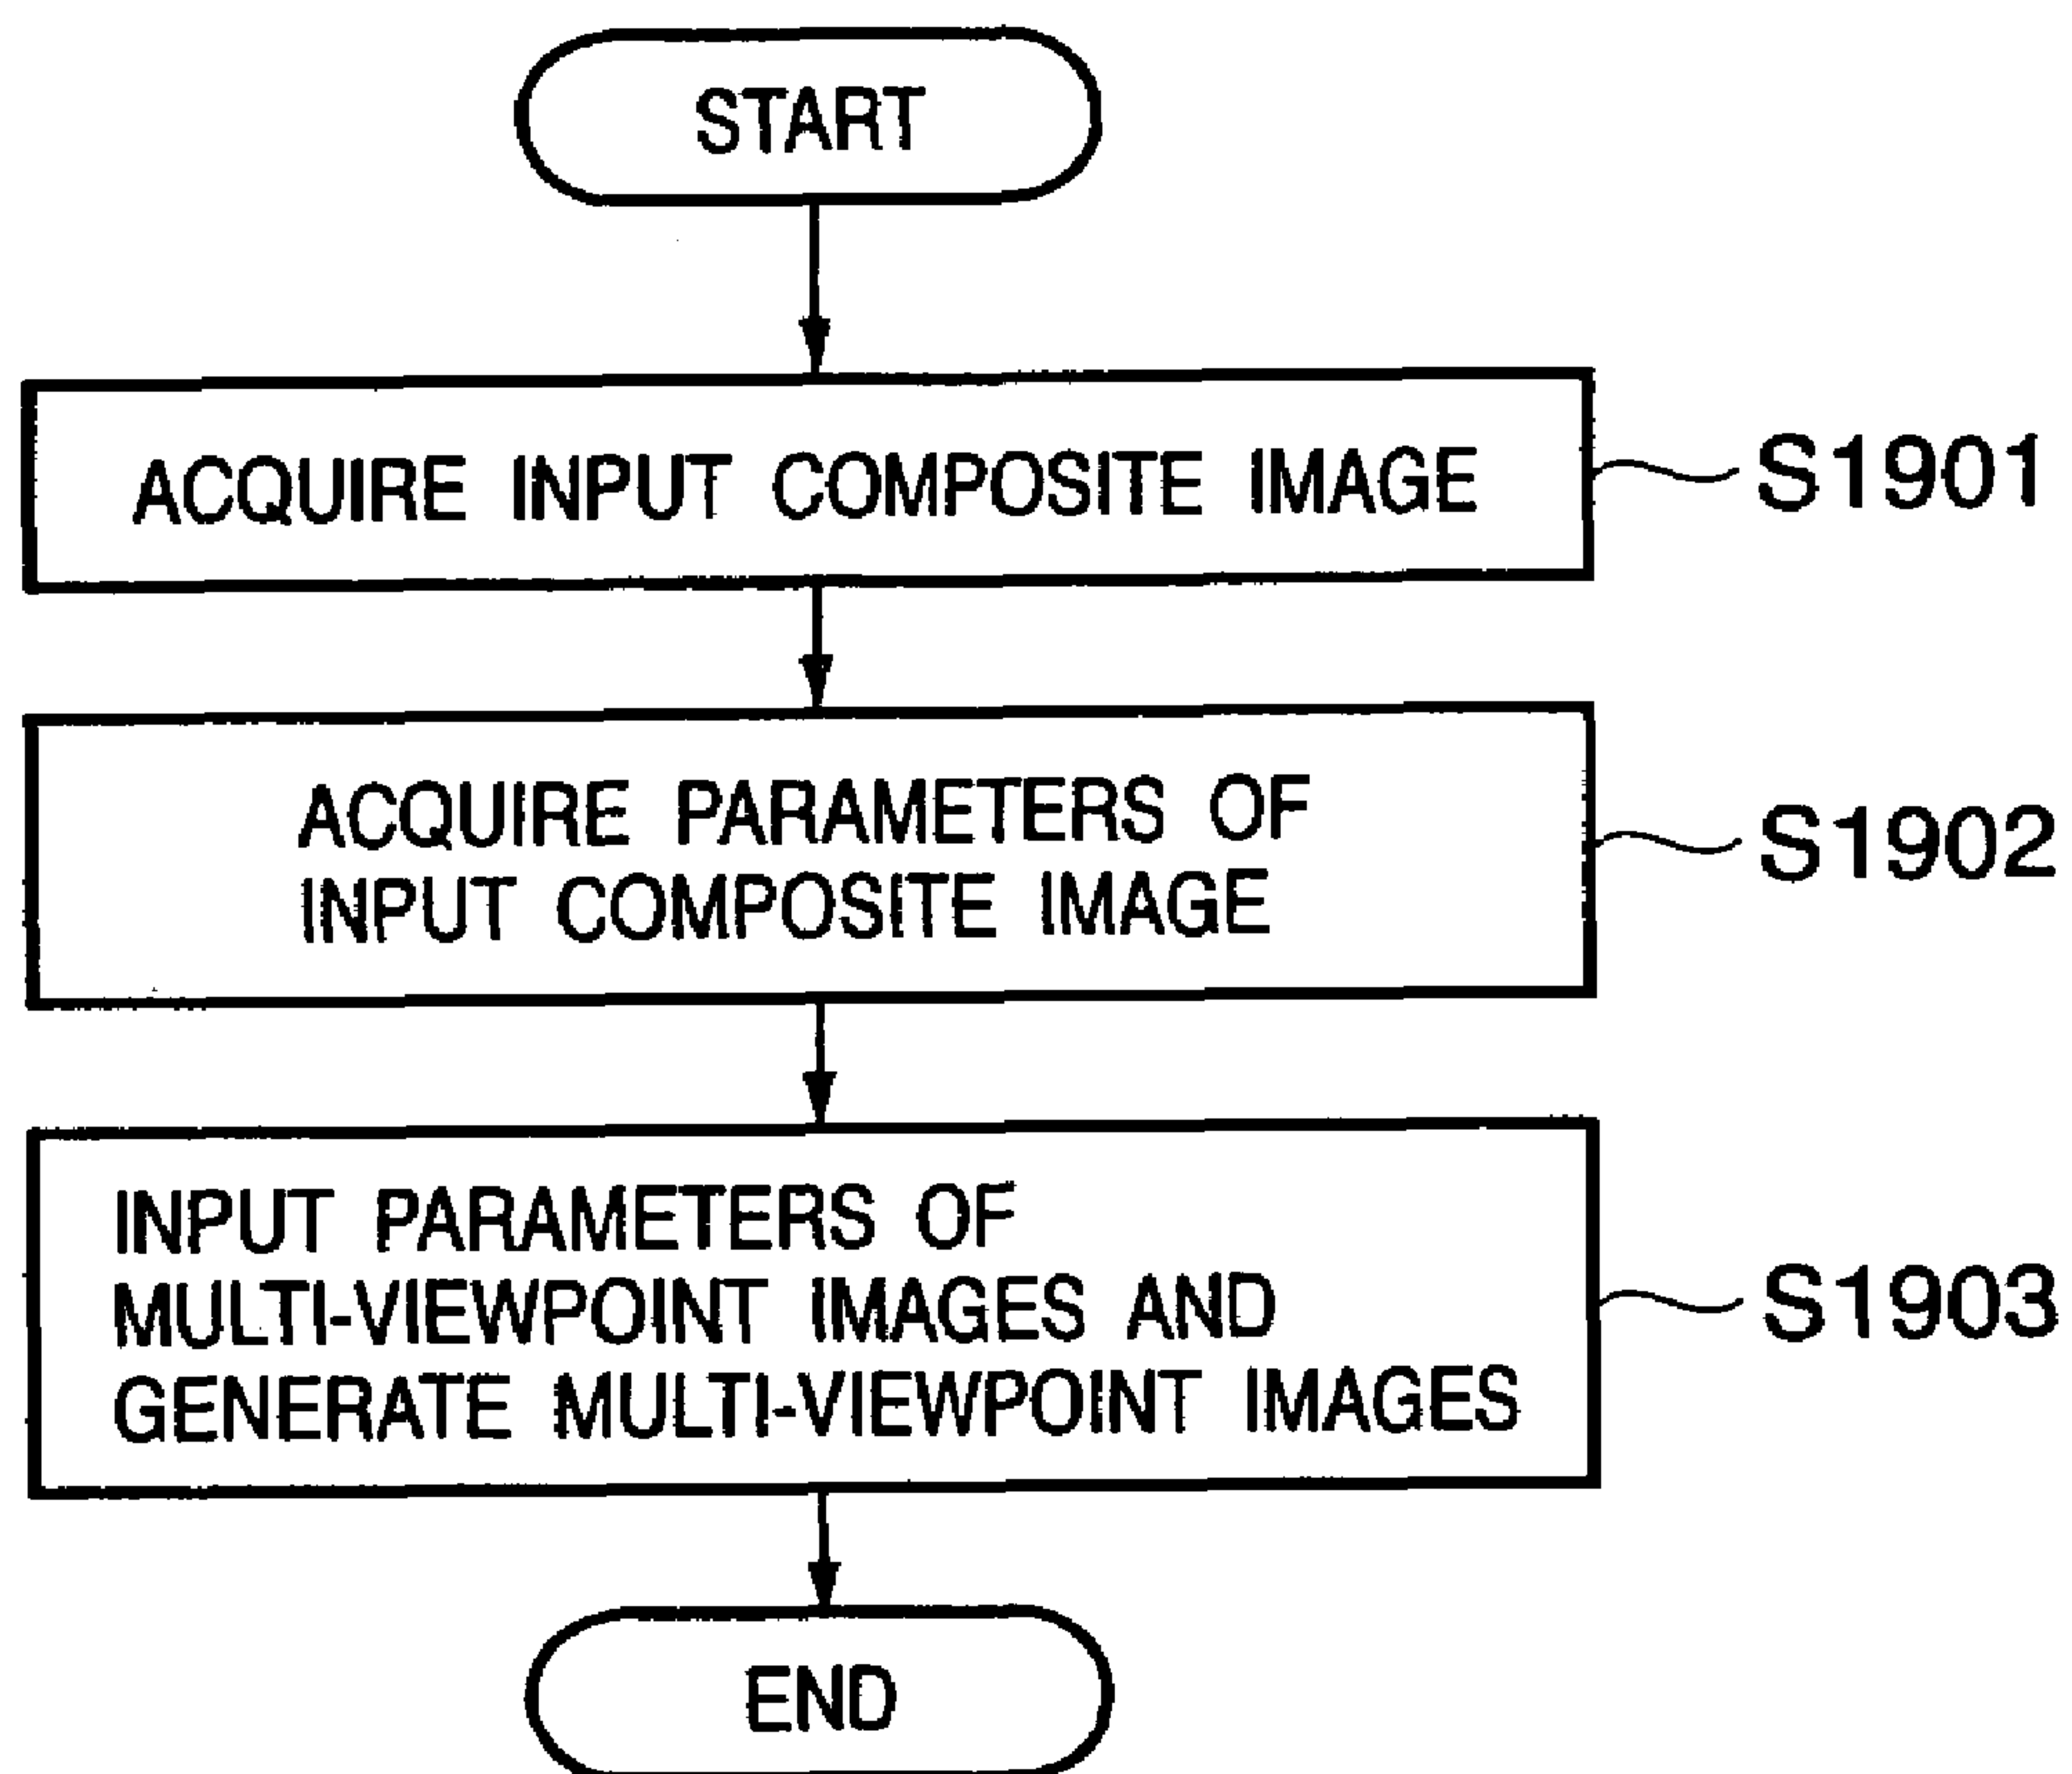 START
ACQUIRE INPUT COMPOSITE IMAGE
S1901
ACQUIRE PARAMETERS OF
INPUT COMPOSITE IMAGE
S1902
INPUT PARAMETERS OF
MULTI-VIEWPOINT IMAGES AND
GENERATE MULTI-VIEWPOINT IMAGES
S1903
END